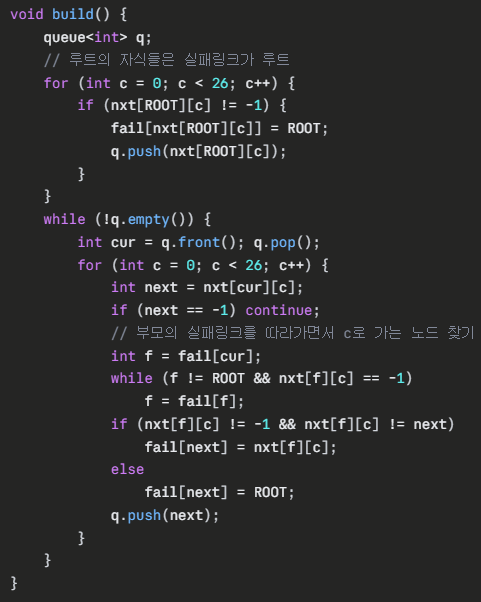 void build() {
    queue<int> q;
    // 루트의 자식들은 실패링크가 루트
    for (int c = 0; c < 26; c++) {
        if (nxt[ROOT][c] != -1) {
            fail[nxt[ROOT][c]] = ROOT;
            q.push(nxt[ROOT][c]);
        }
    }
    while (!q.empty()) {
        int cur = q.front(); q.pop();
        for (int c = 0; c < 26; c++) {
            int next = nxt[cur][c];
            if (next == -1) continue;
            // 부모의 실패링크를 따라가면서 c로 가는 노드 찾기
            int f = fail[cur];
            while (f != ROOT && nxt[f][c] == -1)
                f = fail[f];
            if (nxt[f][c] != -1 && nxt[f][c] != next)
                fail[next] = nxt[f][c];
            else
                fail[next] = ROOT;
            q.push(next);
        }
    }
}